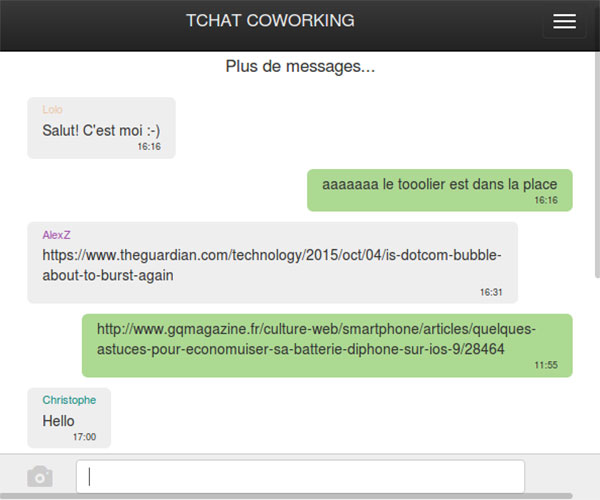 TCHAT COWORKING
Plus de messages...
Lolo
Salut! C'est moi :-)
16:16
aaaaaaa le tooolier est dans la place
16:16
AlexZ
https://www.theguardian.com/technology/2015/oct/04/is-dotcom-bubble-
about-to-burst-again
16:31
http://www.gqmagazine.fr/culture-web/smartphone/articles/quelques-
astuces-pour-economuiser-sa-batterie-diphone-sur-ios-9/28464
11:55
Christophe
Hello
17:00